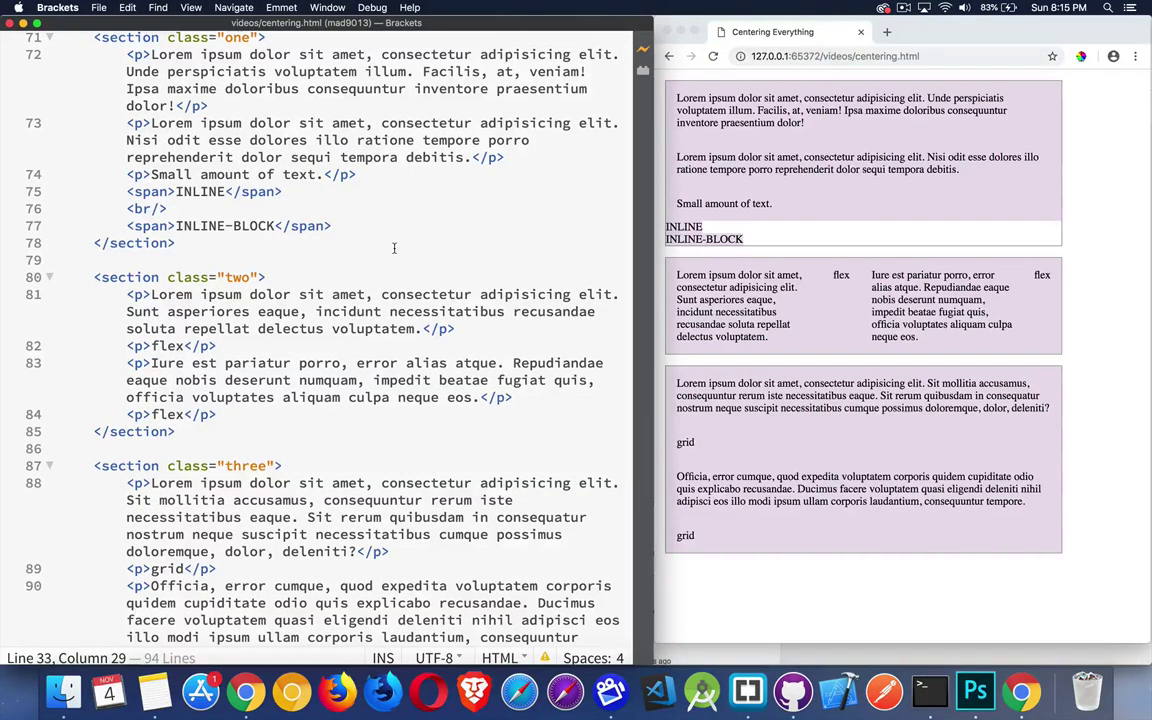 Brackets File Edit Find View Navigate Emmet Window Debug Help 83% Sun 8:15 PM
videos/centering.html (mad9013) — Brackets
71 <section class="one">
72 <p>Lorem ipsum dolor sit amet, consectetur adipisicing elit.
Unde perspiciatis voluptatem illum. Facilis, at, veniam!
Ipsa maxime doloribus consequuntur inventore praesentium
dolor!</p>
73 <p>Lorem ipsum dolor sit amet, consectetur adipisicing elit.
Nisi odit esse dolores illo ratione tempore porro
reprehenderit dolor sequi tempora debitis.</p>
74 <p>Small amount of text.</p>
75 <span>INLINE</span>
76 <br/>
77 <span>INLINE-BLOCK</span>
78 </section>
79
80 <section class="two">
81 <p>Lorem ipsum dolor sit amet, consectetur adipisicing elit.
Sunt asperiores eaque, incidunt necessitatibus recusandae
soluta repellat delectus voluptatem.</p>
82 <p>flex</p>
83 <p>Iure est pariatur porro, error alias atque. Repudiandae
eaque nobis deserunt numquam, impedit beatae fugiat quis,
officia voluptates aliquam culpa neque eos.</p>
84 <p>flex</p>
85 </section>
86
87 <section class="three">
88 <p>Lorem ipsum dolor sit amet, consectetur adipisicing elit.
Sit mollitia accusamus, consequuntur rerum iste
necessitatibus eaque. Sit rerum quibusdam in consequatur
nostrum neque suscipit necessitatibus cumque possimus
doloremque, dolor, deleniti?</p>
89 <p>grid</p>
90 <p>Officia, error cumque, quod expedita voluptatem corporis
quidem cupiditate odio quis explicabo recusandae. Ducimus
facere voluptatem quasi eligendi deleniti nihil adipisci eos
illo modi ipsum ullam corporis laudantium, consequuntur
Line 33, Column 29 — 94 Lines
INS UTF-8 HTML Spaces: 4
Centering Everything
127.0.0.1:65372/videos/centering.html
Lorem ipsum dolor sit amet, consectetur adipisicing elit. Unde perspiciatis
voluptatem illum. Facilis, at, veniam! Ipsa maxime doloribus consequuntur
inventore praesentium dolor!
Lorem ipsum dolor sit amet, consectetur adipisicing elit. Nisi odit esse dolores illo
ratione tempore porro reprehenderit dolor sequi tempora debitis.
Small amount of text.
INLINE
INLINE-BLOCK
Lorem ipsum dolor sit amet,
consectetur adipisicing elit.
Sunt asperiores eaque,
incidunt necessitatibus
recusandae soluta repellat
delectus voluptatem.
flex
Iure est pariatur porro, error
alias atque. Repudiandae eaque
nobis deserunt numquam,
impedit beatae fugiat quis,
officia voluptates aliquam culpa
neque eos.
flex
Lorem ipsum dolor sit amet, consectetur adipisicing elit. Sit mollitia accusamus,
consequuntur rerum iste necessitatibus eaque. Sit rerum quibusdam in consequatur
nostrum neque suscipit necessitatibus cumque possimus doloremque, dolor, deleniti?
grid
Officia, error cumque, quod expedita voluptatem corporis quidem cupiditate odio
quis explicabo recusandae. Ducimus facere voluptatem quasi eligendi deleniti nihil
adipisci eos illo modi ipsum ullam corporis laudantium, consequuntur tempore.
grid
s ago
NOV
4
1
Ps